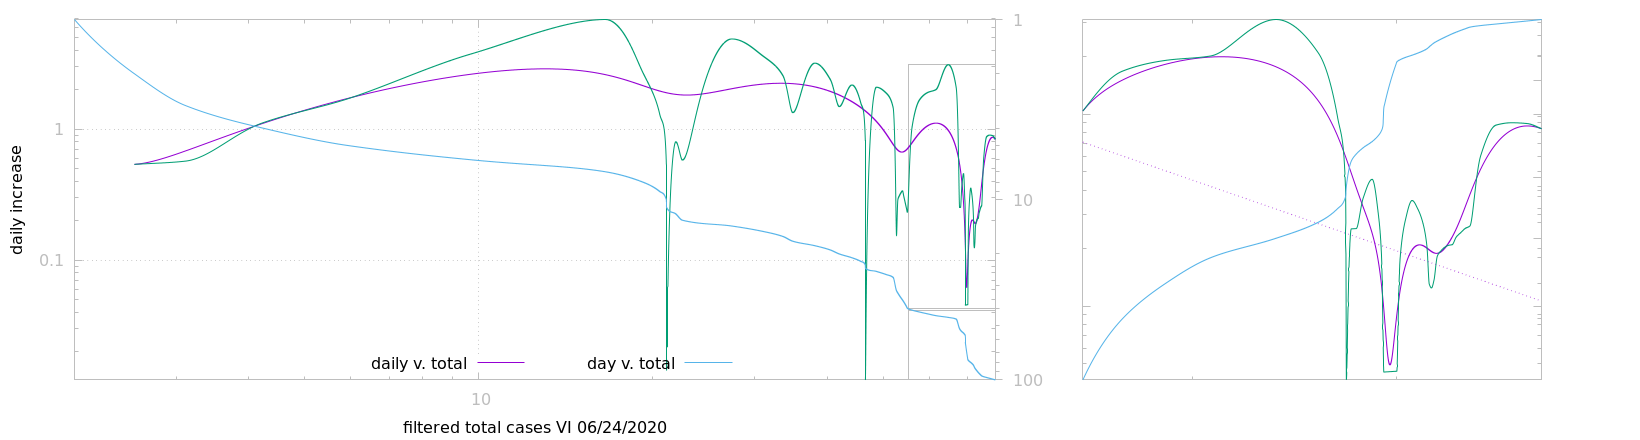 1
1
10
daily increase
0.1
daily v. total
day v. total
100
10
filtered total cases VI 06/24/2020